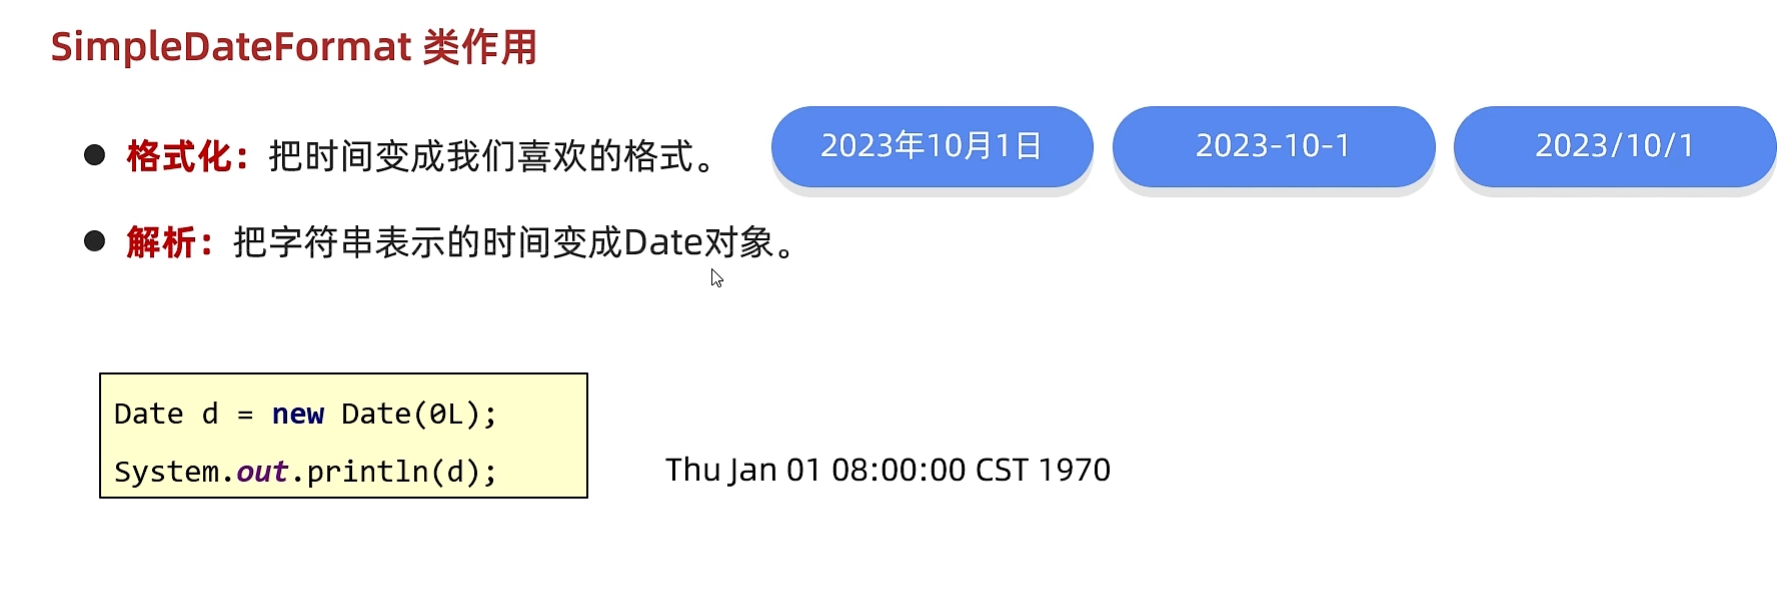 SimpleDateFormat 类作用
● 格式化：把时间变成我们喜欢的格式。
2023年10月1日
2023-10-1
2023/10/1
● 解析：把字符串表示的时间变成Date对象。
Date d = new Date(0L);
System.out.println(d);
Thu Jan 01 08:00:00 CST 1970